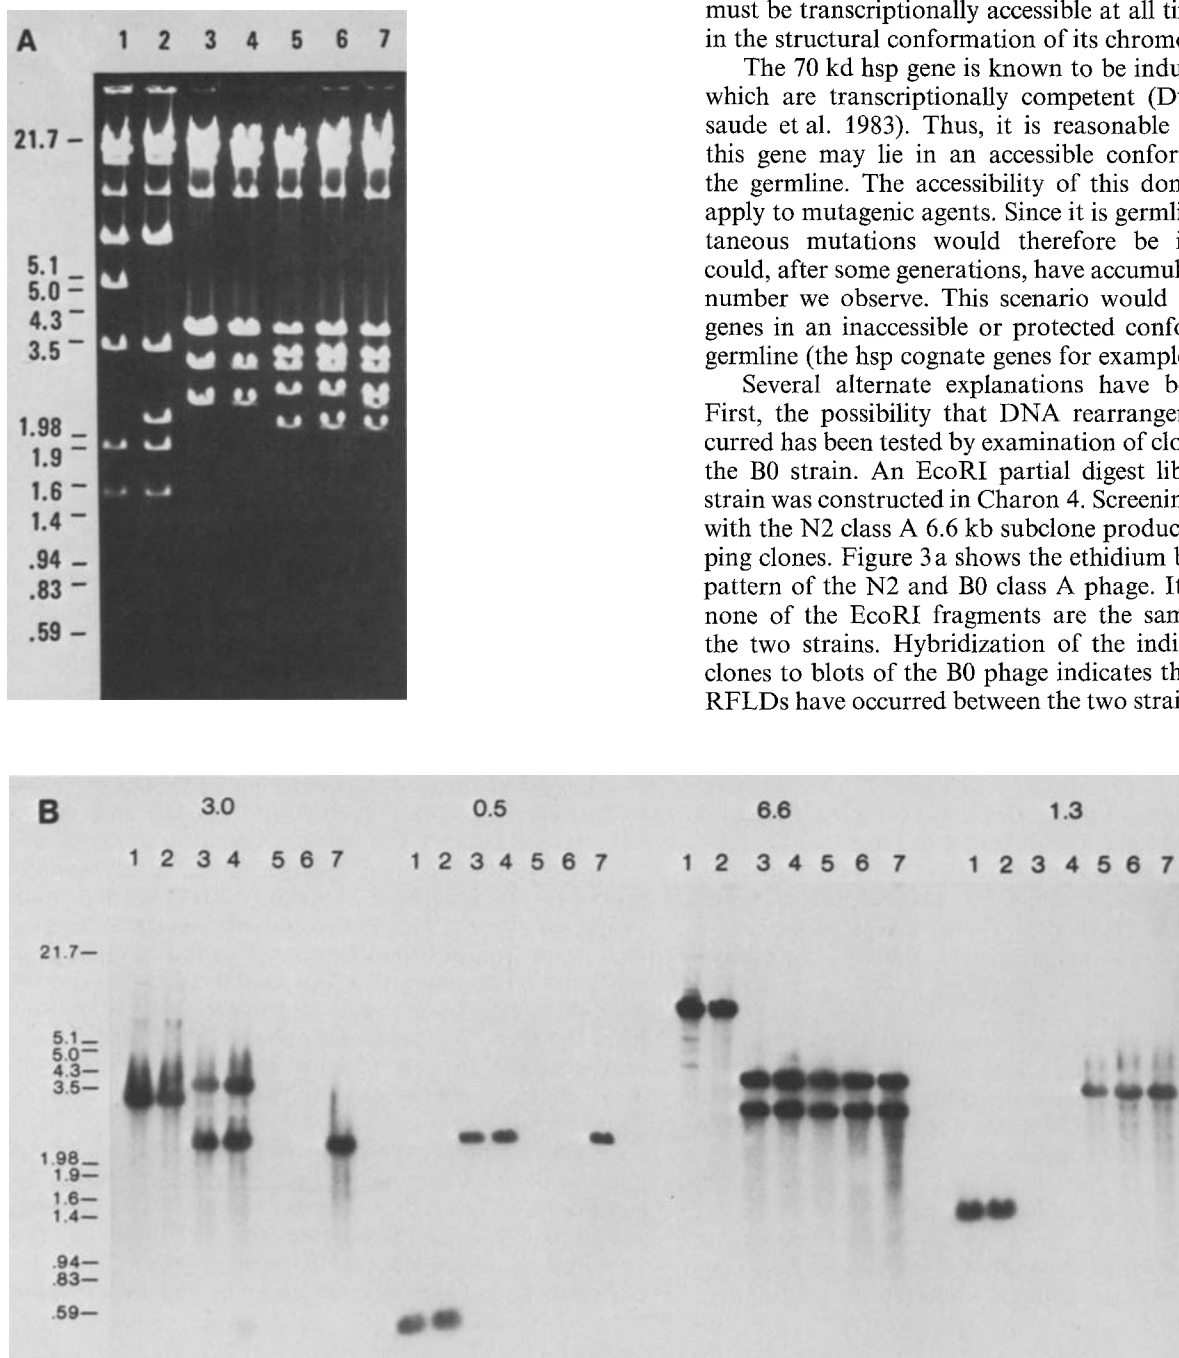 A 1 2 3 4 5 6 7
21.7
5.1
5.0
4.3
3.5
1.98
1.9
1.6
1.4
.94
.83
.59
must be transcriptionally accessible at all ti
in the structural conformation of its chrom
The 70 kd hsp gene is known to be indu
which are transcriptionally competent (D
saude et al. 1983). Thus, it is reasonable
this gene may lie in an accessible confor
the germline. The accessibility of this do
apply to mutagenic agents. Since it is germli
taneous mutations would therefore be i
could, after some generations, have accumul
number we observe. This scenario would
genes in an inaccessible or protected confo
germline (the hsp cognate genes for example
Several alternate explanations have b
First, the possibility that DNA rearrange
curred has been tested by examination of clo
the B0 strain. An EcoRI partial digest lib
strain was constructed in Charon 4. Screenin
with the N2 class A 6.6 kb subclone produc
ping clones. Figure 3a shows the ethidium b
pattern of the N2 and B0 class A phage. It
none of the EcoRI fragments are the sam
the two strains. Hybridization of the indi
clones to blots of the B0 phage indicates th
RFLDs have occurred between the two strai
B 3.0 0.5 6.6 1.3
1 2 3 4 5 6 7 1 2 3 4 5 6 7 1 2 3 4 5 6 7 1 2 3 4 5 6 7
21.7
5.1
5.0
4.3
3.5
1.98
1.9
1.6
1.4
.94
.83
.59